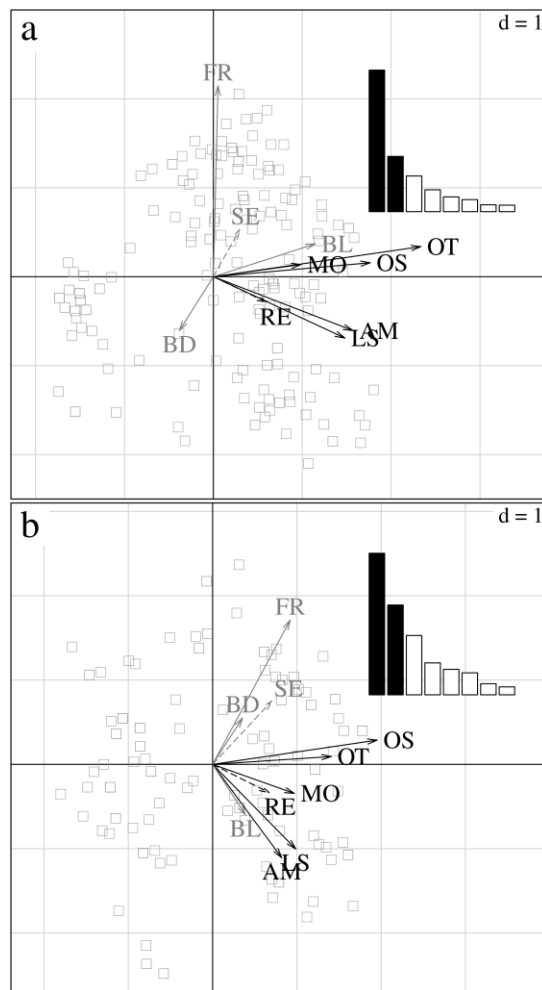 a
d = 1
FR
SE
BL
OT
MO
OS
RE
AM
LS
BD
b
d = 1
FR
SE
BD
OS
OT
RE
MO
BL
LS
AM